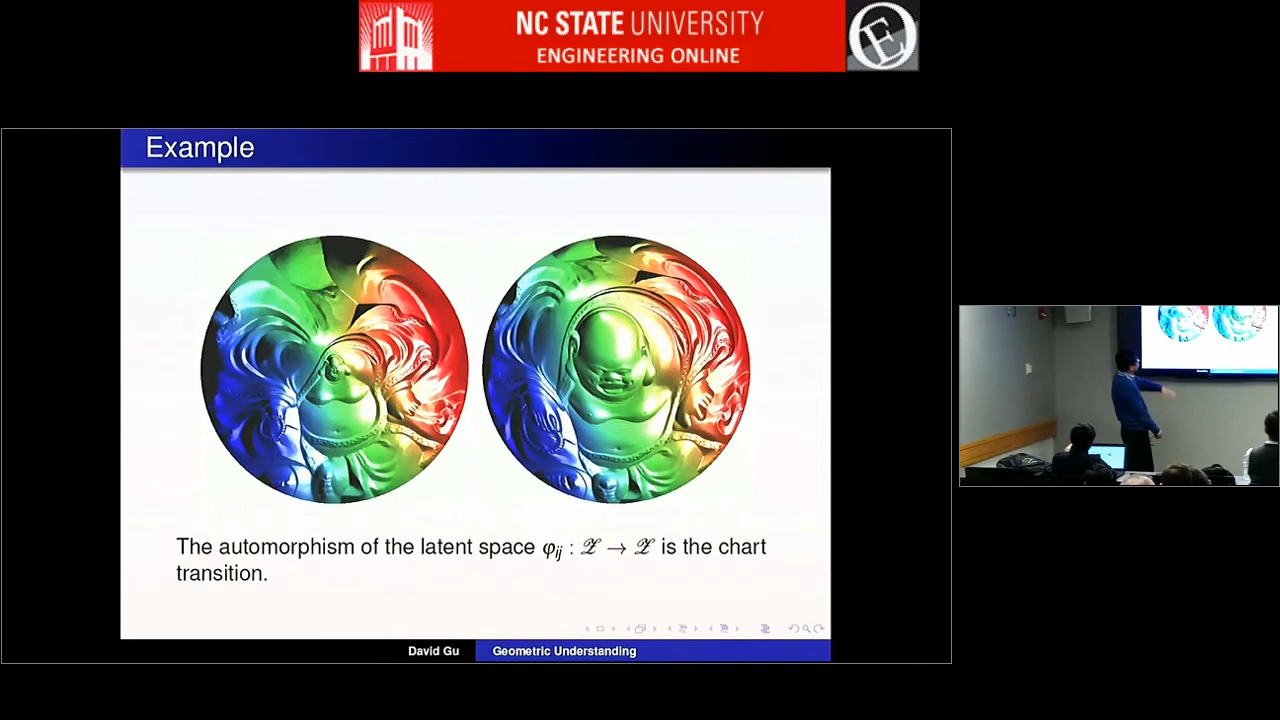 NC STATE UNIVERSITY
ENGINEERING ONLINE
Example
The automorphism of the latent space φij : 𝒵 → 𝒵 is the chart
transition.
David Gu
Geometric Understanding